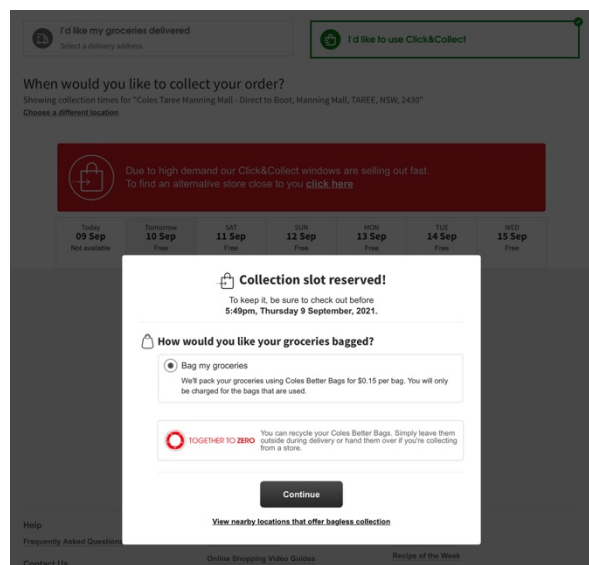 I'd like my groceries delivered
Select a delivery address
I'd like to use Click&Collect
When would you like to collect your order?
Showing collection times for "Coles Taree Manning Mall - Direct to Boot, Manning Mall, TAREE, NSW, 2430"
Choose a different location
Due to high demand our Click&Collect windows are selling out fast.
To find an alternative store close to you click here
Today Tomorrow SAT SUN MON TUE WED
09 Sep 10 Sep 11 Sep 12 Sep 13 Sep 14 Sep 15 Sep
Not available Free Free Free Free Free Free
Collection slot reserved!
To keep it, be sure to check out before
5:49pm, Thursday 9 September, 2021.
How would you like your groceries bagged?
Bag my groceries
We'll pack your groceries using Coles Better Bags for $0.15 per bag. You will only
be charged for the bags that are used.
TOGETHER TO ZERO
You can recycle your Coles Better Bags. Simply leave them
outside during delivery or hand them over if you're collecting
from a store.
Continue
View nearby locations that offer bagless collection
Help
Frequently Asked Questions
Contact Us
Online Shopping Video Guides
Recipe of the Week